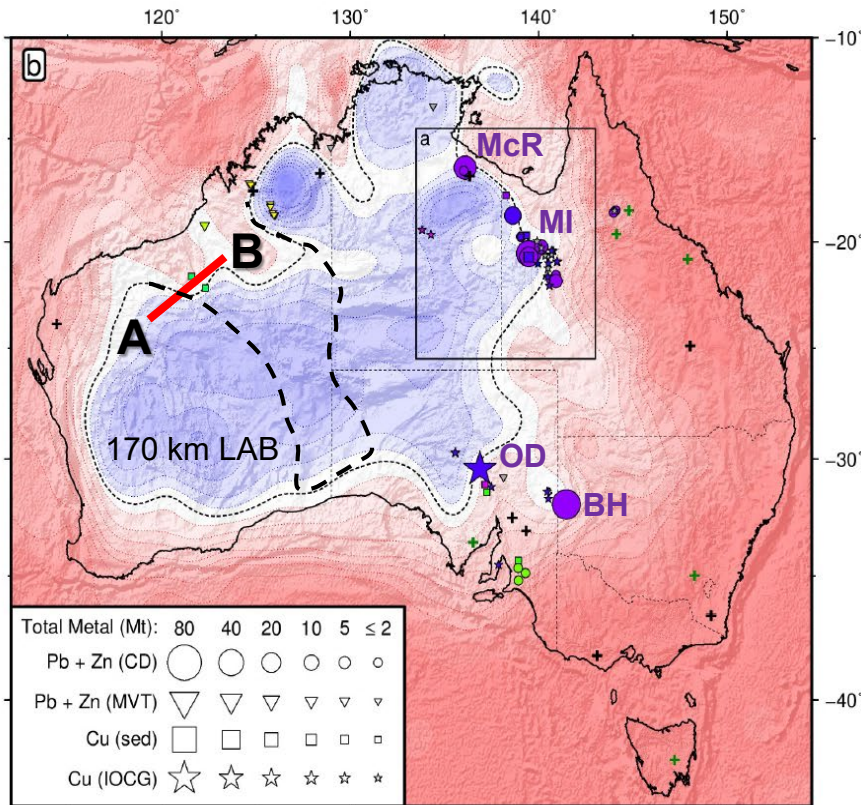 120˚ 130˚ 140˚ 150˚
b
-10˚
a
McR
MI
-20˚
B
A
170 km LAB
OD
-30˚
BH
Total Metal (Mt): 80 40 20 10 5 ≤ 2
Pb + Zn (CD)
Pb + Zn (MVT)
-40˚
Cu (sed)
Cu (IOCG)